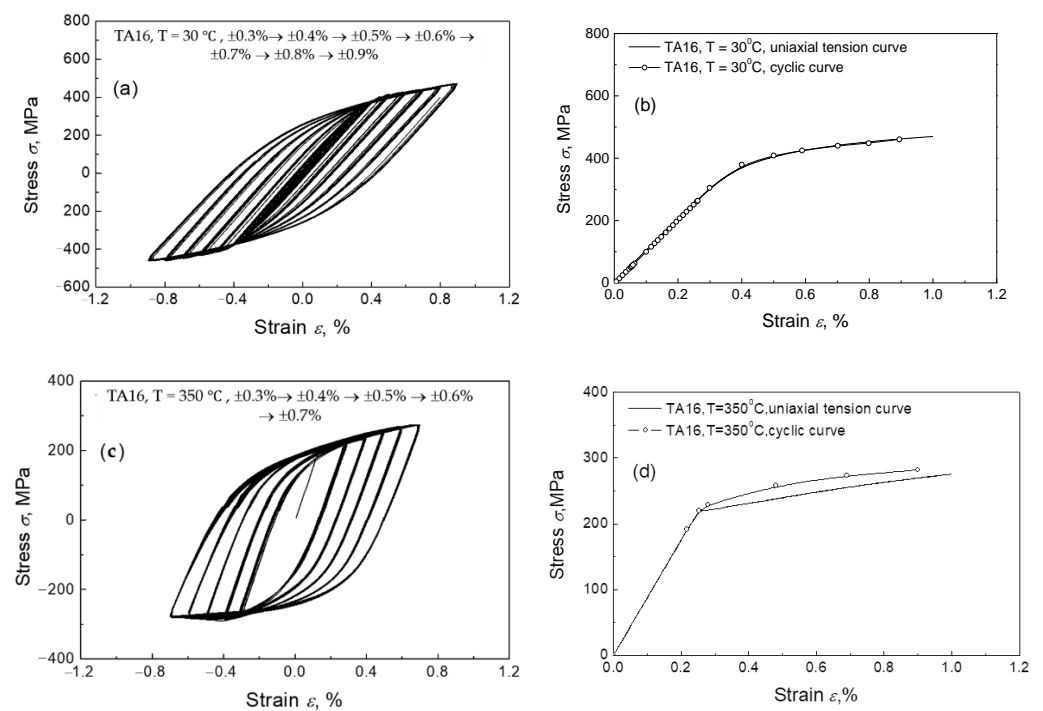 TA16, T = 30 °C, ±0.3%→ ±0.4% → ±0.5% → ±0.6% →
±0.7% → ±0.8% → ±0.9%
(a)
800
600
400
200
0
200
−400
600
−1.2
−0.8
−0.4
0.0
0.4
0.8
1.2
Stress σ, MPa
Strain ε, %
TA16, T = 30⁰C, uniaxial tension curve
TA16, T = 30⁰C, cyclic curve
(b)
800
600
400
200
0
0.0
0.2
0.4
0.6
0.8
1.0
1.2
Stress σ, MPa
Strain ε, %
TA16, T = 350 °C , ±0.3%→ ±0.4% → ±0.5% → ±0.6%
→ ±0.7%
(c)
400
200
0
−200
−400
−1.2
−0.8
−0.4
0.0
0.4
0.8
1.2
Stress σ, MPa
Strain ε, %
TA16,T=350⁰C,uniaxial tension curve
TA16,T=350⁰C,cyclic curve
(d)
400
300
200
100
0
0.0
0.2
0.4
0.6
0.8
1.0
1.2
Stress σ,MPa
Strain ε,%